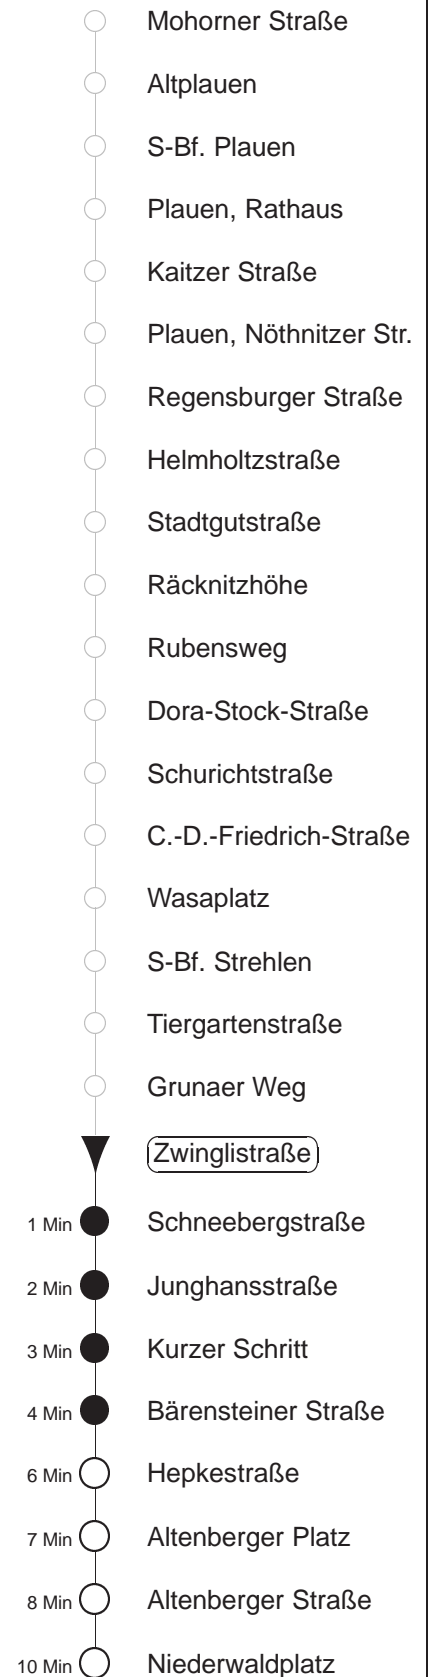 Mohorner Straße
Altplauen
S-Bf. Plauen
Plauen, Rathaus
Kaitzer Straße
Plauen, Nöthnitzer Str.
Regensburger Straße
Helmholtzstraße
Stadtgutstraße
Räcknitzhöhe
Rubensweg
Dora-Stock-Straße
Schurichtstraße
C.-D.-Friedrich-Straße
Wasaplatz
S-Bf. Strehlen
Tiergartenstraße
Grunaer Weg
Zwinglistraße
1 Min Schneebergstraße
2 Min Junghansstraße
3 Min Kurzer Schritt
4 Min Bärensteiner Straße
6 Min Hepkestraße
7 Min Altenberger Platz
8 Min Altenberger Straße
10 Min Niederwaldplatz